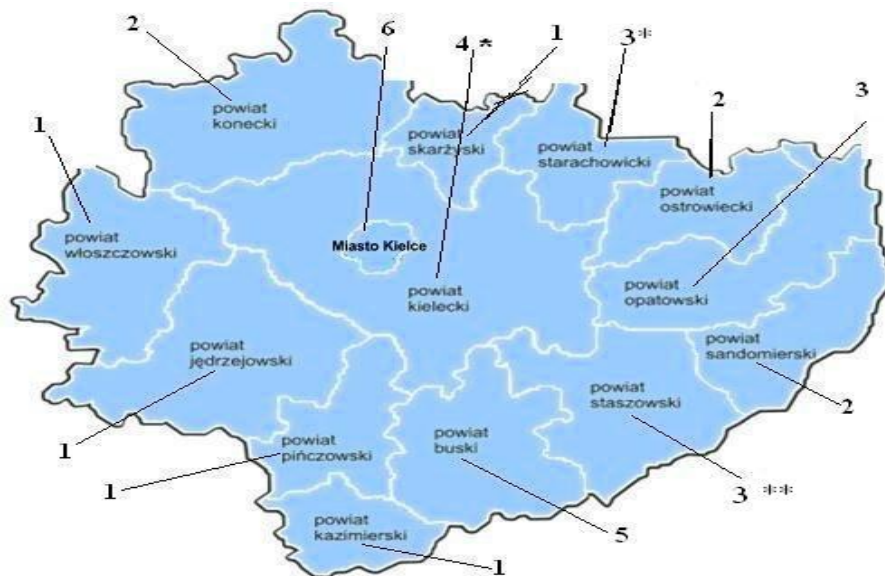 2
6
4 *
1
3*
2
3
1
powiat
konecki
powiat
skarżyski
powiat
starachowicki
powiat
ostrowiecki
powiat
włoszczowski
Miasto Kielce
powiat
kielecki
powiat
opatowski
powiat
jędrzejowski
powiat
sandomierski
powiat
staszowski
2
powiat
pińczowski
powiat
buski
1
1
3 **
5
powiat
kazimierski
1